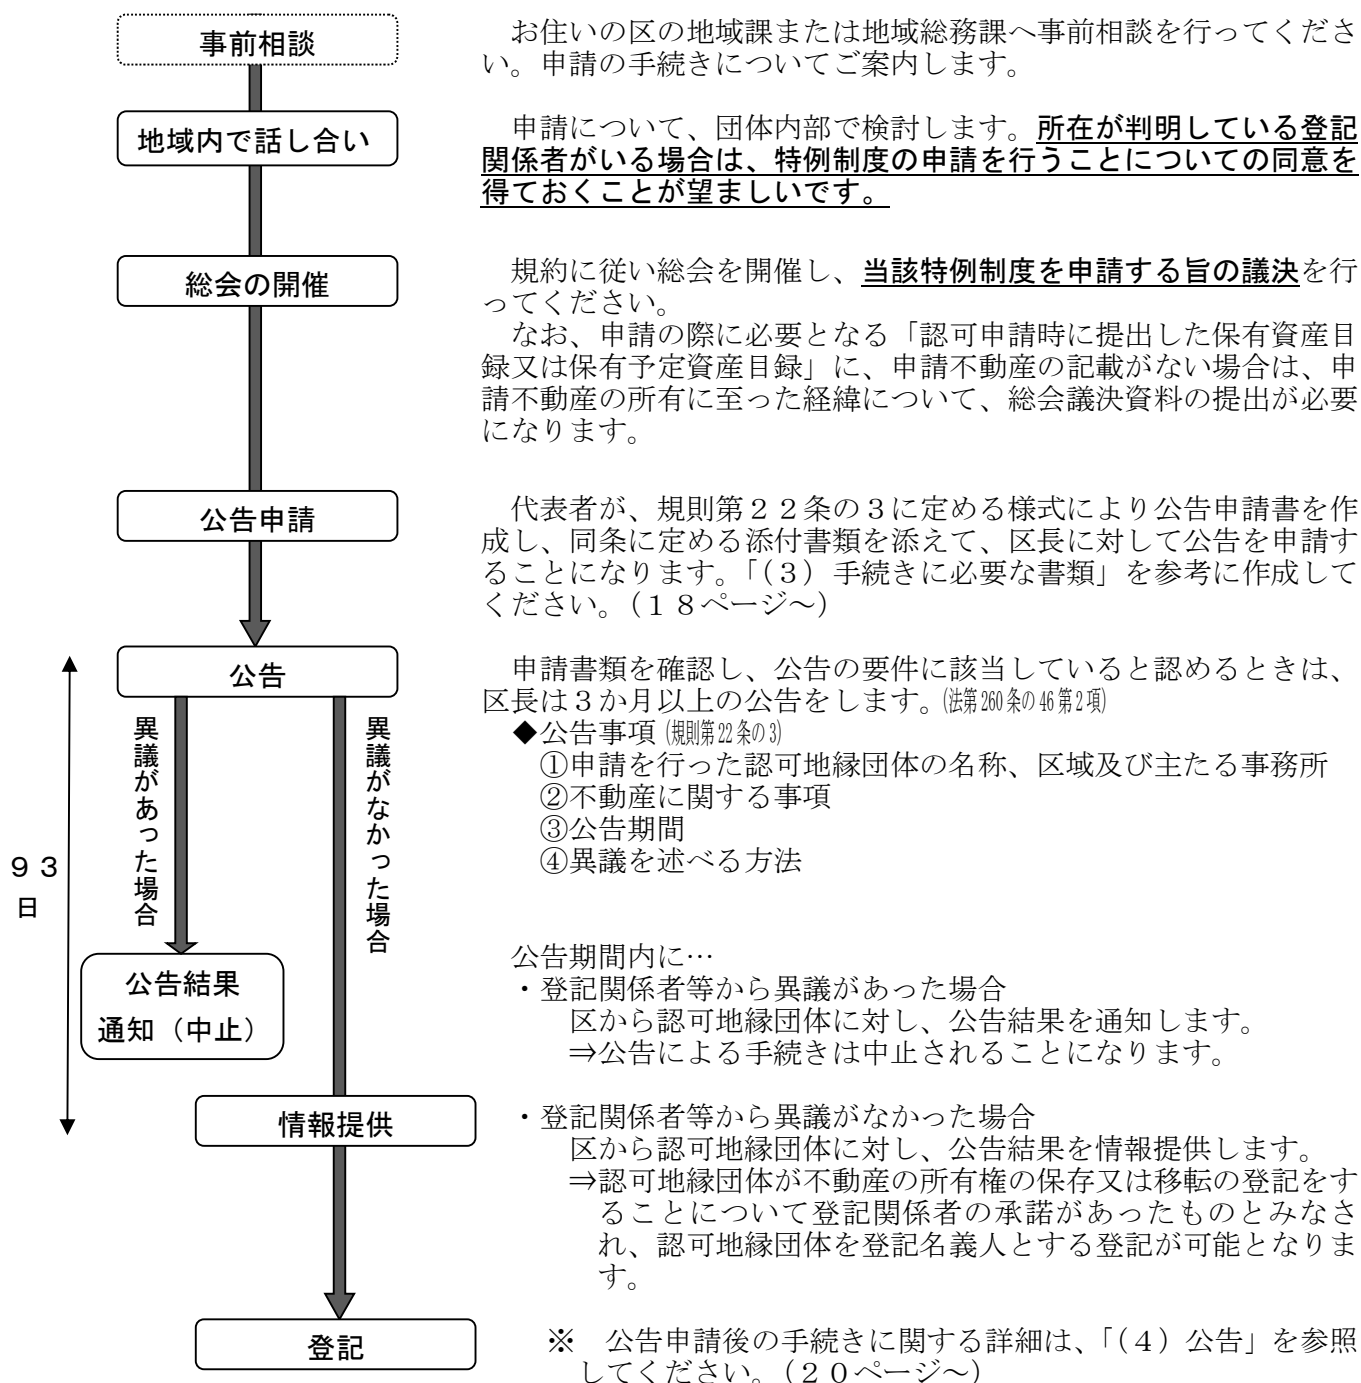 事前相談
お住いの区の地域課または地域総務課へ事前相談を行ってくださ
い。申請の手続きについてご案内します。
地域内で話し合い
申請について、団体内部で検討します。所在が判明している登記
関係者がいる場合は、特例制度の申請を行うことについての同意を
得ておくことが望ましいです。
総会の開催
規約に従い総会を開催し、当該特例制度を申請する旨の議決を行
ってください。
なお、申請の際に必要となる「認可申請時に提出した保有資産目
録又は保有予定資産目録」に、申請不動産の記載がない場合は、申
請不動産の所有に至った経緯について、総会議決資料の提出が必要
になります。
公告申請
代表者が、規則第２２条の３に定める様式により公告申請書を作
成し、同条に定める添付書類を添えて、区長に対して公告を申請す
ることになります。「(３) 手続きに必要な書類」を参考に作成して
ください。(１８ページ～)
公告
申請書類を確認し、公告の要件に該当していると認めるときは、
区長は３か月以上の公告をします。(法第260条の46第2項)
◆公告事項 (規則第22条の3)
①申請を行った認可地縁団体の名称、区域及び主たる事務所
②不動産に関する事項
③公告期間
④異議を述べる方法
９３
日
異議があった場合
異議がなかった場合
公告結果
通知（中止）
公告期間内に…
・登記関係者等から異議があった場合
区から認可地縁団体に対し、公告結果を通知します。
⇒公告による手続きは中止されることになります。
情報提供
・登記関係者等から異議がなかった場合
区から認可地縁団体に対し、公告結果を情報提供します。
⇒認可地縁団体が不動産の所有権の保存又は移転の登記をす
ることについて登記関係者の承諾があったものとみなさ
れ、認可地縁団体を登記名義人とする登記が可能となりま
す。
登記
※　公告申請後の手続きに関する詳細は、「(４) 公告」を参照
してください。(２０ページ～)